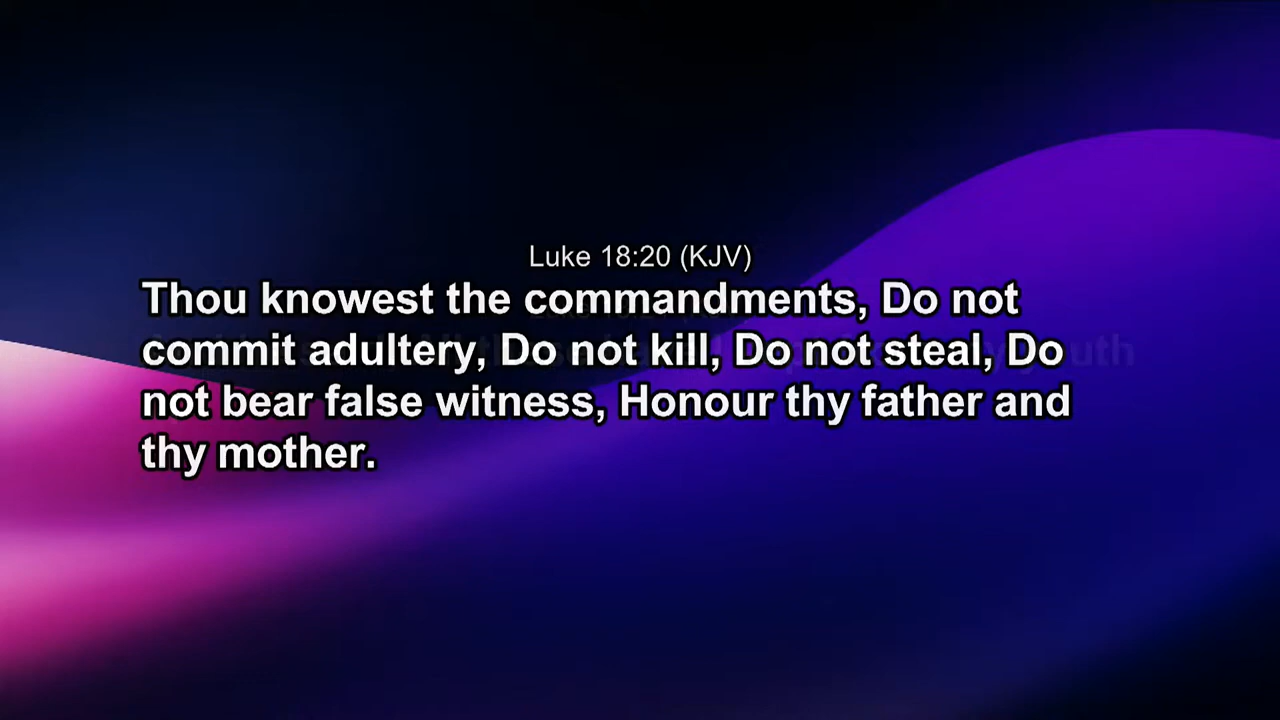 Luke 18:20 (KJV)
Thou knowest the commandments, Do not
commit adultery, Do not kill, Do not steal, Do
not bear false witness, Honour thy father and
thy mother.